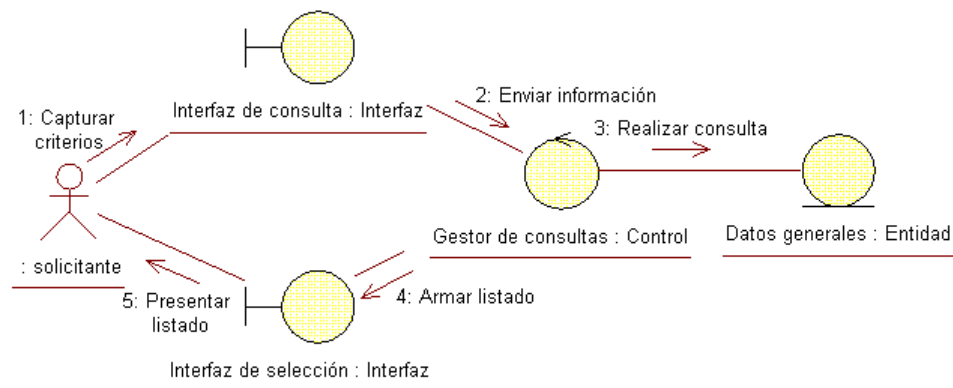 1: Capturar
criterios
Interfaz de consulta : Interfaz
2: Enviar información
3: Realizar consulta
Gestor de consultas : Control
Datos generales : Entidad
: solicitante
4: Armar listado
5: Presentar
listado
Interfaz de selección : Interfaz